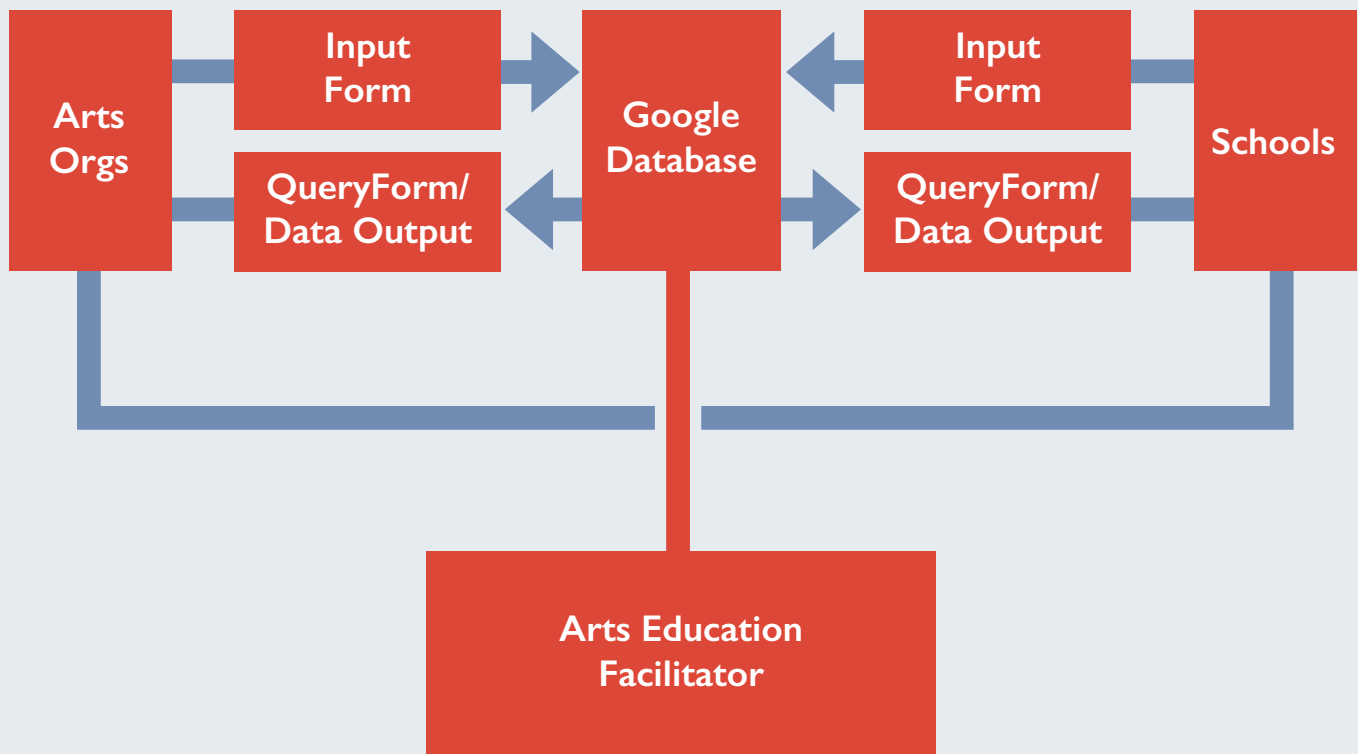 Arts
Orgs
Input
Form
QueryForm/
Data Output
Google
Database
Input
Form
QueryForm/
Data Output
Schools
Arts Education
Facilitator